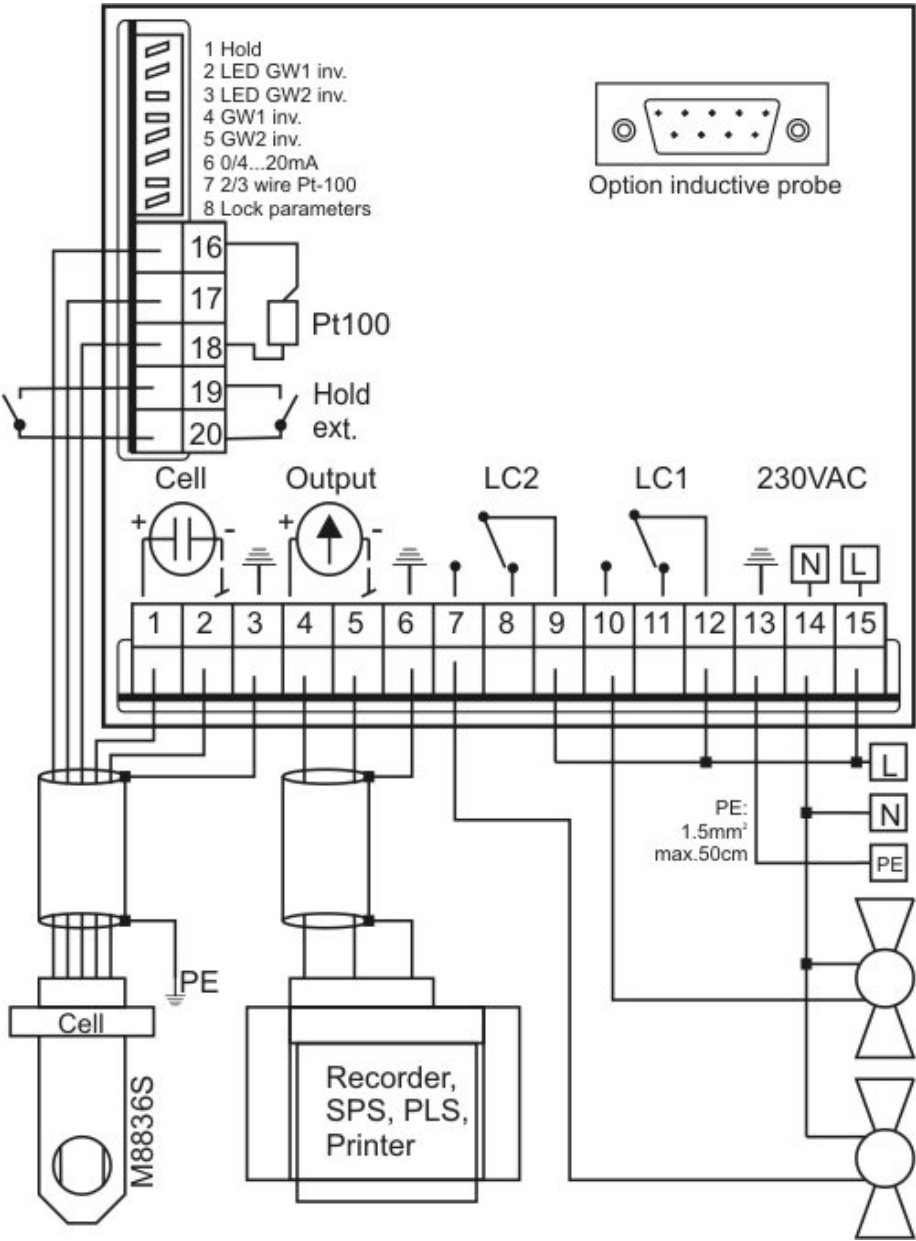 1 Hold
2 LED GW1 inv.
3 LED GW2 inv.
4 GW1 inv.
5 GW2 inv.
6 0/4...20mA
7 2/3 wire Pt-100
8 Lock parameters
Option inductive probe
16
17
18
19
20
Pt100
Hold
ext.
Cell
Output
LC2
LC1
230VAC
+
-
+
-
N
L
1 2 3 4 5 6 7 8 9 10 11 12 13 14 15
L
N
PE
PE:
1.5mm²
max.50cm
PE
Cell
M8836S
Recorder,
SPS, PLS,
Printer